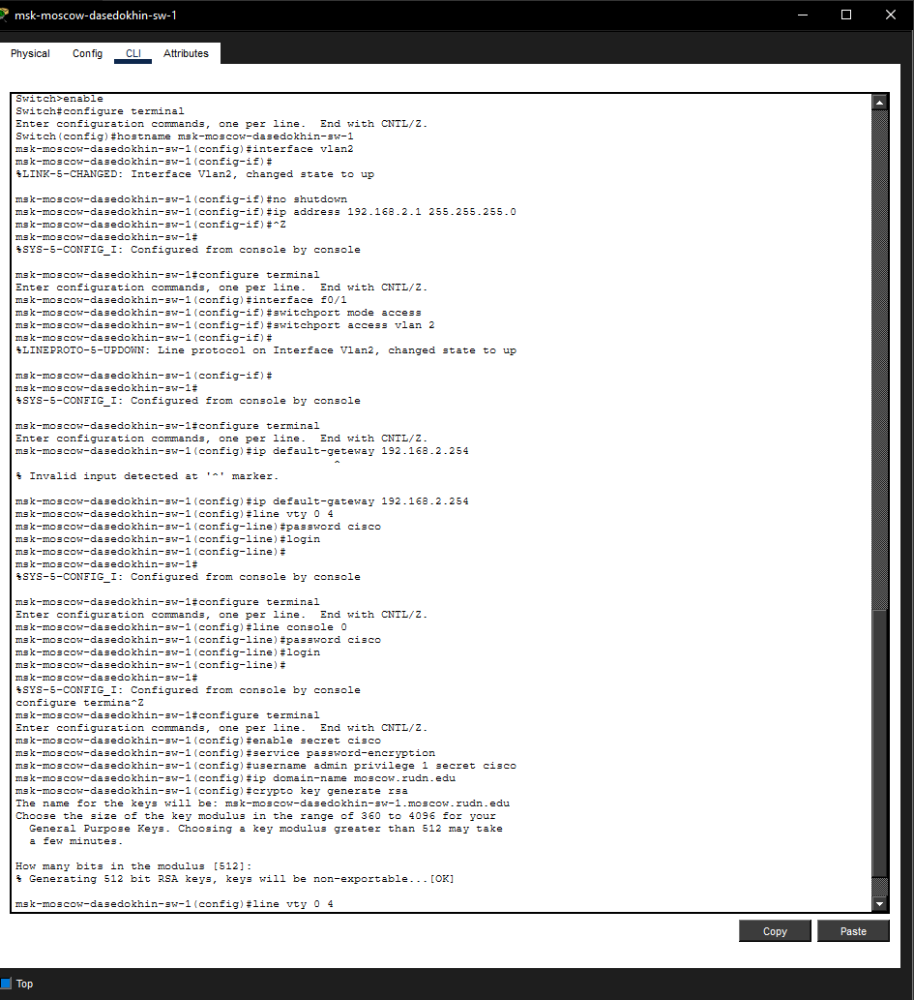 msk-moscow-dasedokhin-sw-1
Physical Config CLI Attributes
Switch>enable
Switch#configure terminal
Enter configuration commands, one per line.  End with CNTL/Z.
Switch(config)#hostname msk-moscow-dasedokhin-sw-1
msk-moscow-dasedokhin-sw-1(config)#interface vlan2
msk-moscow-dasedokhin-sw-1(config-if)#
%LINK-5-CHANGED: Interface Vlan2, changed state to up
msk-moscow-dasedokhin-sw-1(config-if)#no shutdown
msk-moscow-dasedokhin-sw-1(config-if)#ip address 192.168.2.1 255.255.255.0
msk-moscow-dasedokhin-sw-1(config-if)#^Z
msk-moscow-dasedokhin-sw-1#
%SYS-5-CONFIG_I: Configured from console by console
msk-moscow-dasedokhin-sw-1#configure terminal
Enter configuration commands, one per line.  End with CNTL/Z.
msk-moscow-dasedokhin-sw-1(config)#interface f0/1
msk-moscow-dasedokhin-sw-1(config-if)#switchport mode access
msk-moscow-dasedokhin-sw-1(config-if)#switchport access vlan 2
msk-moscow-dasedokhin-sw-1(config-if)#
%LINEPROTO-5-UPDOWN: Line protocol on Interface Vlan2, changed state to up
msk-moscow-dasedokhin-sw-1(config-if)#
msk-moscow-dasedokhin-sw-1#
%SYS-5-CONFIG_I: Configured from console by console
msk-moscow-dasedokhin-sw-1#configure terminal
Enter configuration commands, one per line.  End with CNTL/Z.
msk-moscow-dasedokhin-sw-1(config)#ip default-geteway 192.168.2.254
^
% Invalid input detected at '^' marker.
msk-moscow-dasedokhin-sw-1(config)#ip default-gateway 192.168.2.254
msk-moscow-dasedokhin-sw-1(config)#line vty 0 4
msk-moscow-dasedokhin-sw-1(config-line)#password cisco
msk-moscow-dasedokhin-sw-1(config-line)#login
msk-moscow-dasedokhin-sw-1(config-line)#
msk-moscow-dasedokhin-sw-1#
%SYS-5-CONFIG_I: Configured from console by console
msk-moscow-dasedokhin-sw-1#configure terminal
Enter configuration commands, one per line.  End with CNTL/Z.
msk-moscow-dasedokhin-sw-1(config)#line console 0
msk-moscow-dasedokhin-sw-1(config-line)#password cisco
msk-moscow-dasedokhin-sw-1(config-line)#login
msk-moscow-dasedokhin-sw-1(config-line)#
msk-moscow-dasedokhin-sw-1#
%SYS-5-CONFIG_I: Configured from console by console
configure termina^Z
msk-moscow-dasedokhin-sw-1#configure terminal
Enter configuration commands, one per line.  End with CNTL/Z.
msk-moscow-dasedokhin-sw-1(config)#enable secret cisco
msk-moscow-dasedokhin-sw-1(config)#service password-encryption
msk-moscow-dasedokhin-sw-1(config)#username admin privilege 1 secret cisco
msk-moscow-dasedokhin-sw-1(config)#ip domain-name moscow.rudn.edu
msk-moscow-dasedokhin-sw-1(config)#crypto key generate rsa
The name for the keys will be: msk-moscow-dasedokhin-sw-1.moscow.rudn.edu
Choose the size of the key modulus in the range of 360 to 4096 for your
General Purpose Keys. Choosing a key modulus greater than 512 may take
a few minutes.
How many bits in the modulus [512]:
% Generating 512 bit RSA keys, keys will be non-exportable...[OK]
msk-moscow-dasedokhin-sw-1(config)#line vty 0 4
Copy Paste
Top